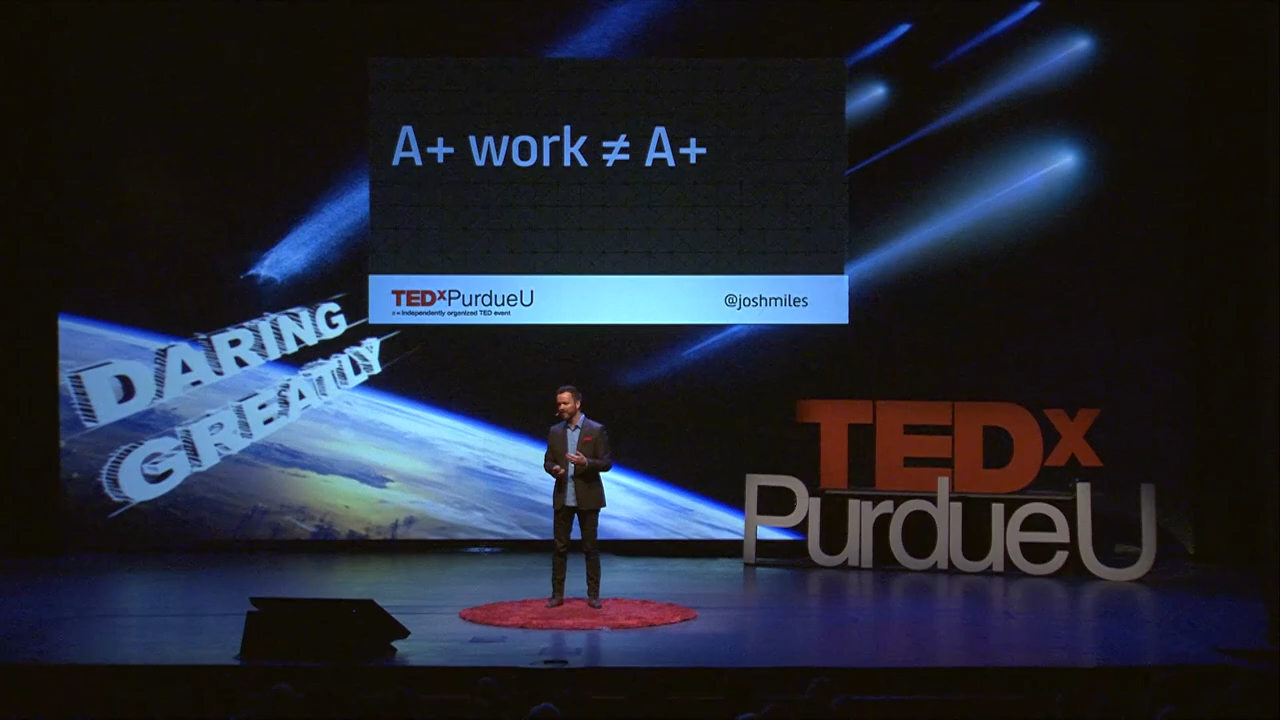 A+ work ≠ A+
TEDxPurdueU
x = independently organized TED event
@joshmiles
DARING
GREATLY
TEDx
PurdueU